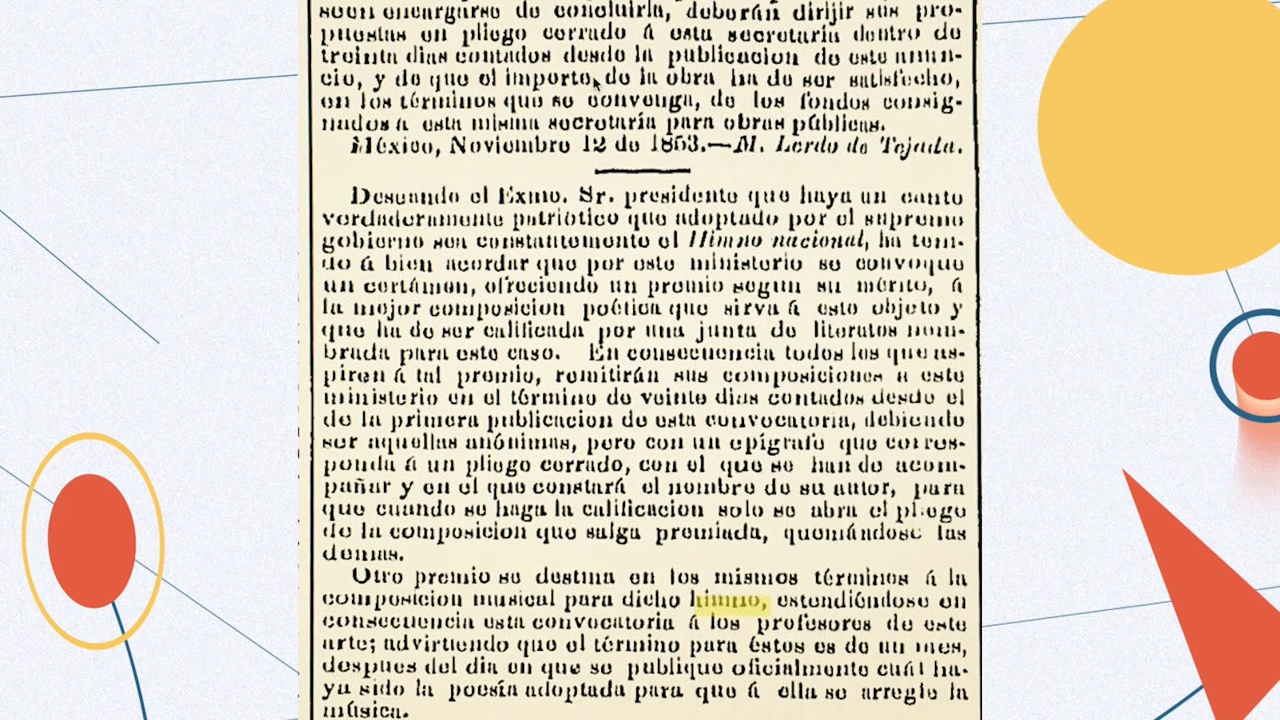 seen encargarse de concluirla, deberán dirijir sus pro-
puestas en pliego cerrado á esta secretaría dentro de
treinta dias contados desde la publicacion de este anun-
cio, y de que el importe de la obra ha de ser satisfecho,
en los términos que se convenga, de los fondos consig-
nados á esta misma secretaría para obras públicas.
México, Noviembre 12 de 1853.—M. Lerdo de Tejada.
Deseando el Exmo. Sr. presidente que haya un canto
verdaderamente patriótico que adoptado por el supremo
gobierno sea constantemente el Himno nacional, ha teni-
do á bien acordar que por este ministerio se convoque
un certámen, ofreciendo un premio segun su mérito, á
la mejor composicion poética que sirva á este objeto y
que ha de ser calificada por una junta de literatos nom-
brada para este caso. En consecuencia todos los que as-
piren á tal premio, remitirán sus composiciones á este
ministerio en el término de veinte dias contados desde el
de la primera publicacion de esta convocatoria, debiendo
ser aquellas anónimas, pero con un epígrafe que corres-
ponda á un pliego cerrado, con el que se han de acom-
pañar y en el que constará el nombre de su autor, para
que cuando se haga la calificacion solo se abra el pliego
de la composicion que salga premiada, quemándose las
demas.
Otro premio se destina en los mismos términos á la
composicion musical para dicho himno, estendiéndose en
consecuencia esta convocatoria á los profesores de este
arte; advirtiendo que el término para éstos es de un mes,
despues del dia en que se publique oficialmente cuál ha-
ya sido la poesía adoptada para que á ella se arregle la
música.